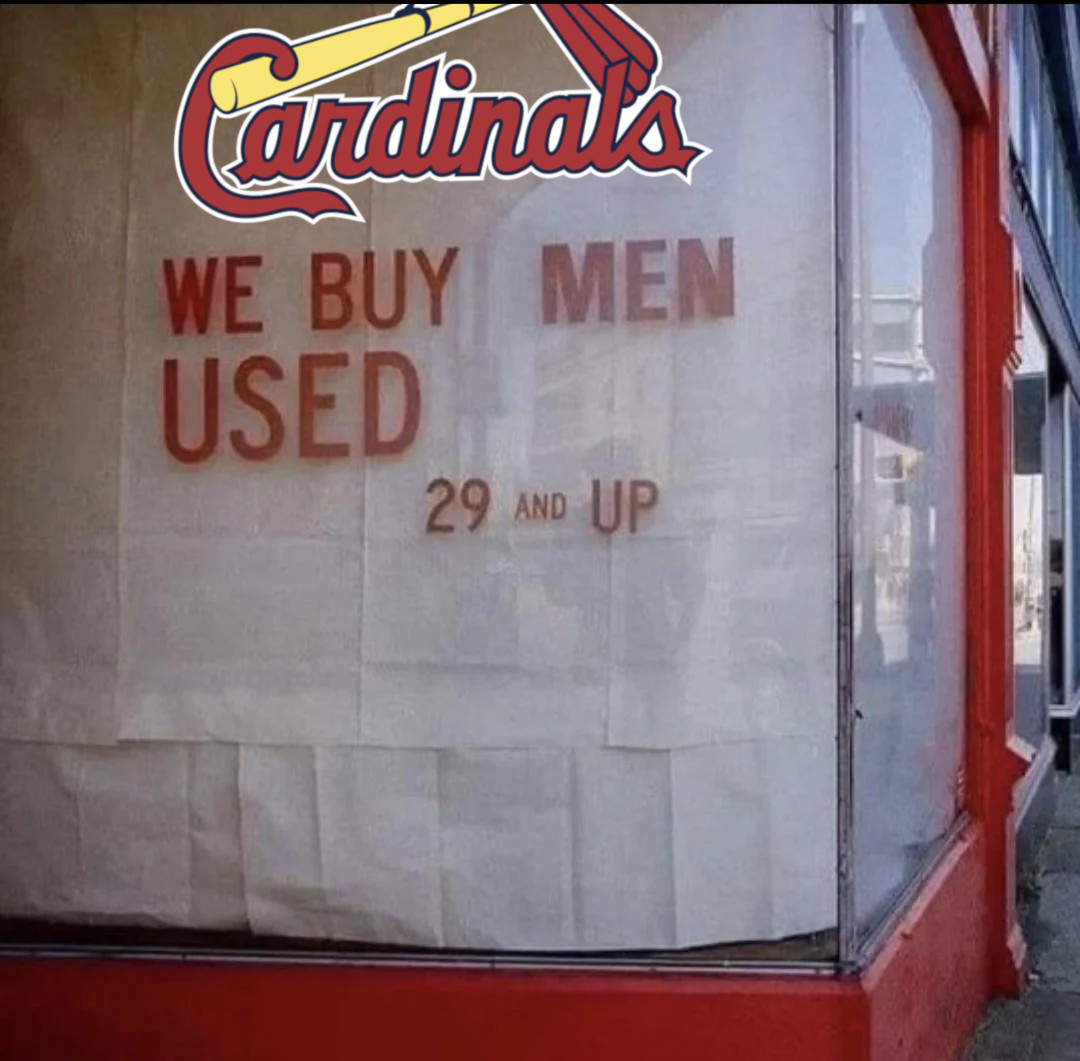 Cardinals
WE BUY MEN
USED
29 AND UP